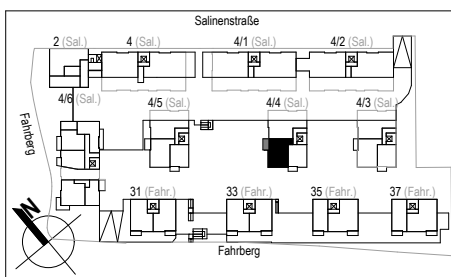 Salinenstraße
2 (Sal.) 4 (Sal.) 4/1 (Sal.) 4/2 (Sal.)
4/6 (Sal.) 4/5 (Sal.) 4/4 (Sal.) 4/3 (Sal.)
Fahrberg
31 (Fahr.) 33 (Fahr.) 35 (Fahr.) 37 (Fahr.)
N
Fahrberg